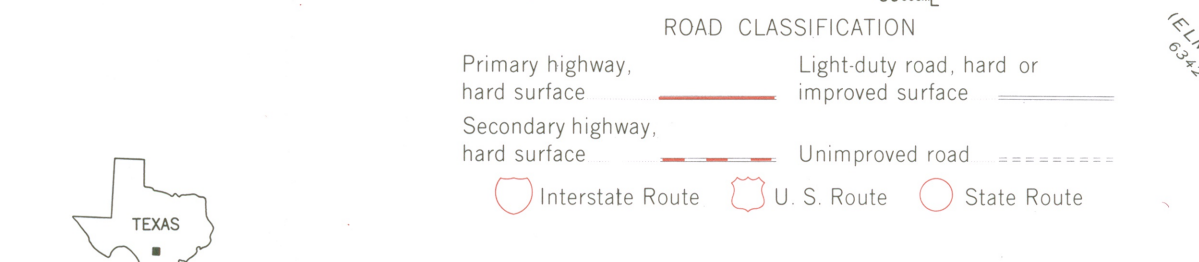 ROAD CLASSIFICATION
Primary highway,
hard surface
Light-duty road, hard or
improved surface
Secondary highway,
hard surface
Unimproved road
Interstate Route
U. S. Route
State Route
TEXAS